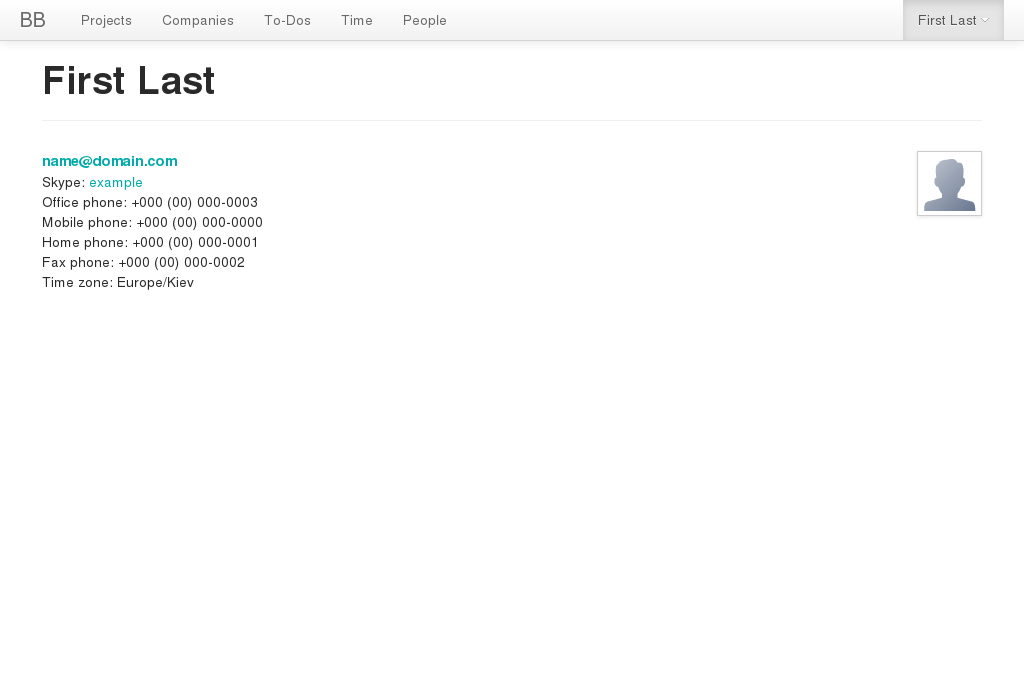 BB Projects Companies To-Dos Time People First Last
First Last
name@domain.com
Skype: example
Office phone: +000 (00) 000-0003
Mobile phone: +000 (00) 000-0000
Home phone: +000 (00) 000-0001
Fax phone: +000 (00) 000-0002
Time zone: Europe/Kiev